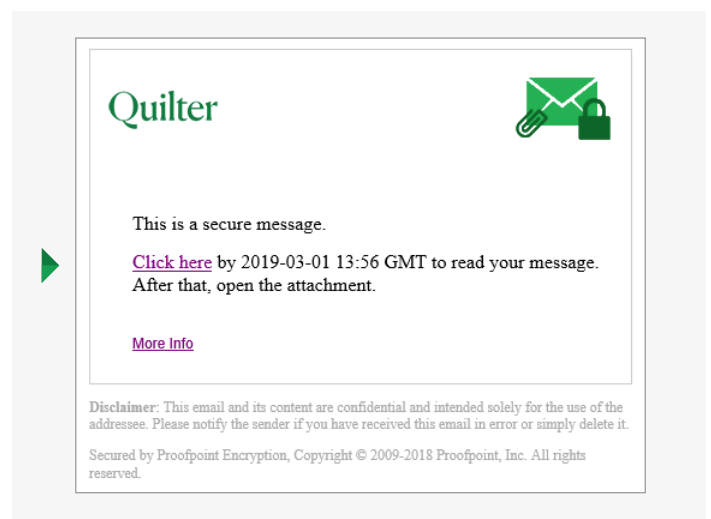 Quilter
This is a secure message.
Click here by 2019-03-01 13:56 GMT to read your message.
After that, open the attachment.
More Info
Disclaimer: This email and its content are confidential and intended solely for the use of the
addressee. Please notify the sender if you have received this email in error or simply delete it.
Secured by Proofpoint Encryption, Copyright © 2009-2018 Proofpoint, Inc. All rights
reserved.